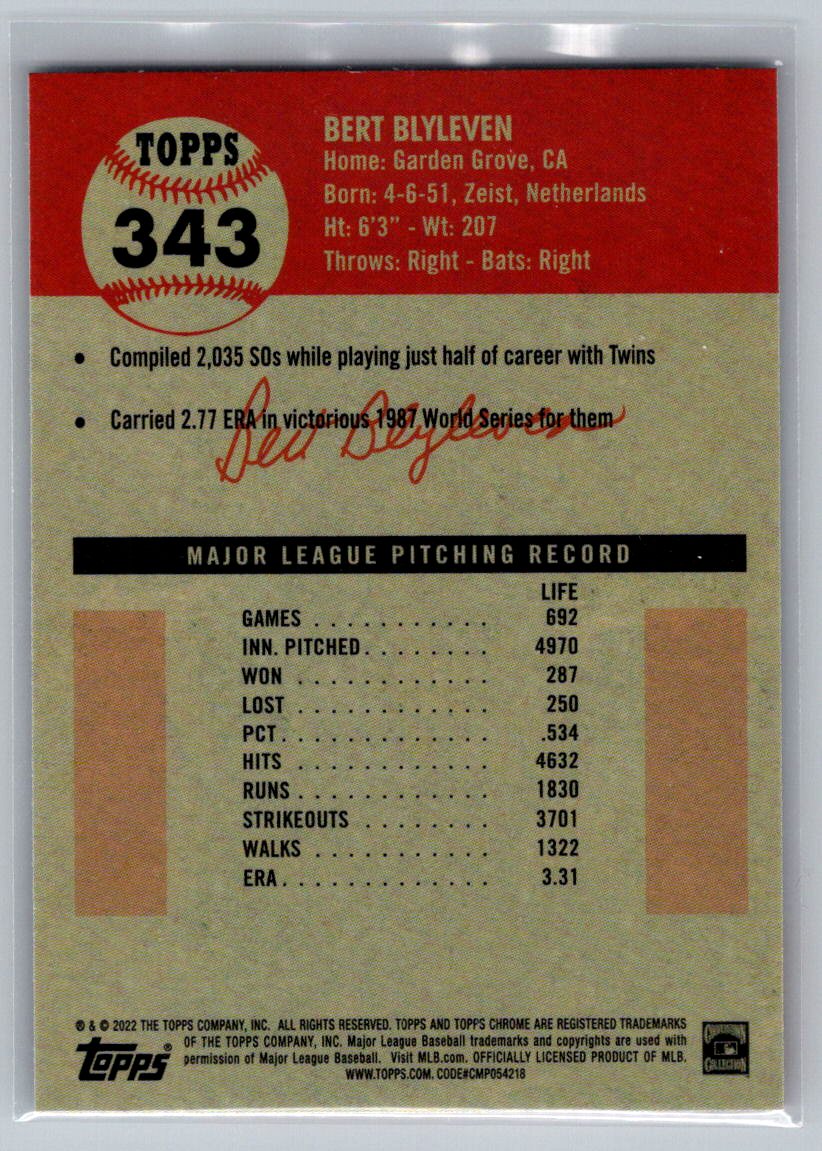 TOPPS
343
BERT BLYLEVEN
Home: Garden Grove, CA
Born: 4-6-51, Zeist, Netherlands
Ht: 6'3" - Wt: 207
Throws: Right - Bats: Right
• Compiled 2,035 SOs while playing just half of career with Twins
• Carried 2.77 ERA in victorious 1987 World Series for them
Bert Blyleven
MAJOR LEAGUE PITCHING RECORD
LIFE
GAMES . . . . . . . . . . . 692
INN. PITCHED. . . . . . . . 4970
WON . . . . . . . . . . . . 287
LOST . . . . . . . . . . . . 250
PCT. . . . . . . . . . . . . .534
HITS . . . . . . . . . . . . 4632
RUNS . . . . . . . . . . . . 1830
STRIKEOUTS . . . . . . . . 3701
WALKS . . . . . . . . . . . 1322
ERA. . . . . . . . . . . . . 3.31
® & © 2022 THE TOPPS COMPANY, INC. ALL RIGHTS RESERVED. TOPPS AND TOPPS CHROME ARE REGISTERED TRADEMARKS
OF THE TOPPS COMPANY, INC. Major League Baseball trademarks and copyrights are used with
permission of Major League Baseball. Visit MLB.com. OFFICIALLY LICENSED PRODUCT OF MLB.
WWW.TOPPS.COM. CODE#CMP054218
Topps®
COOPERSTOWN
COLLECTION